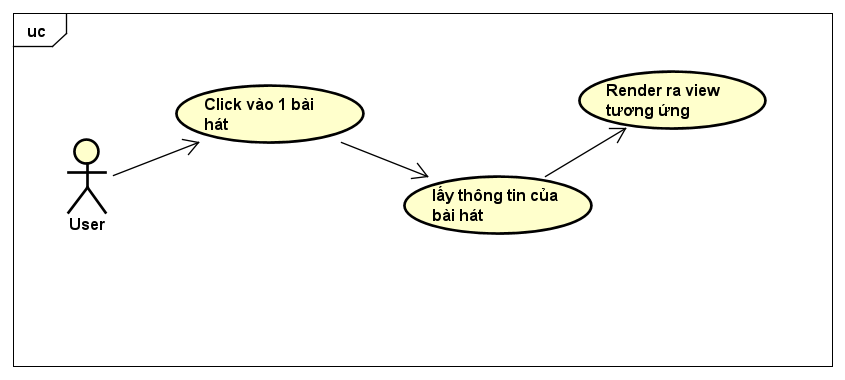 uc
Click vào 1 bài
hát
Render ra view
tương ứng
lấy thông tin của
bài hát
User